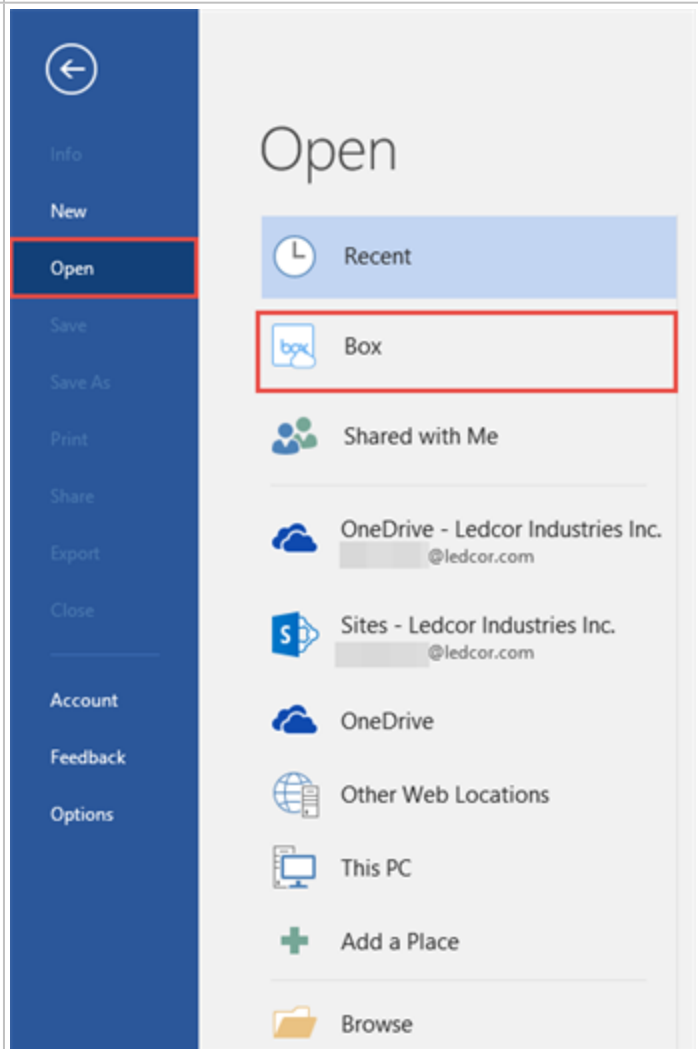 Info
New
Open
Save
Save As
Print
Share
Export
Close
Account
Feedback
Options
Open
Recent
box
Box
Shared with Me
OneDrive - Ledcor Industries Inc.
@ledcor.com
S
Sites - Ledcor Industries Inc.
@ledcor.com
OneDrive
Other Web Locations
This PC
Add a Place
Browse